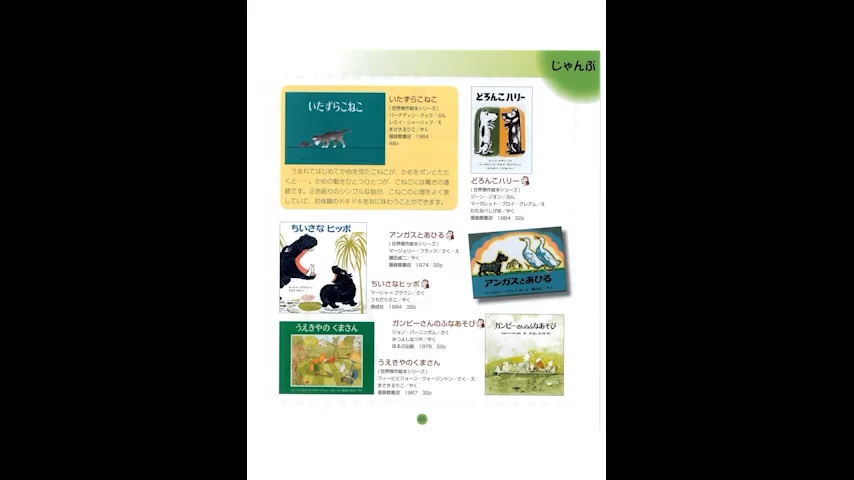 じゃんぷ
いたずらこねこ
いたずらこねこ
(世界傑作絵本シリーズ)
バーナディン・クック／ぶん
レミイ・シャーリップ／え
まさきるりこ／やく
福音館書店 1964
48p
うまれてはじめてかめを見たこねこが、かめをポンとたた
くと……。かめの動きひとつひとつが、こねこには驚きの連
続です。2色刷りのシンプルな絵が、こねこの心理をよく表
していて、初体験のドキドキを共に味わうことができます。
どろんこハリー
どろんこハリー
(世界傑作絵本シリーズ)
ジーン・ジオン／ぶん
マーガレット・ブロイ・グレアム／え
わたなべしげお／やく
福音館書店 1964 32p
ちいさな ヒッポ
アンガスとあひる
(世界傑作絵本シリーズ)
マージョリー・フラック／さく・え
瀬田貞二／やく
福音館書店 1974 32p
アンガスとあひる
ちいさなヒッポ
マーシャ＝ブラウン／さく
うちだりさこ／やく
偕成社 1984 32p
うえきやの くまさん
ガンピーさんのふなあそび
ジョン・バーニンガム／さく
みつよしなつや／やく
ほるぷ出版 1976 32p
ガンピーさんのふなあそび
うえきやのくまさん
(世界傑作絵本シリーズ)
フィービとジョーン・ウォージントン／さく・え
まさきるりこ／やく
福音館書店 1987 32p
45